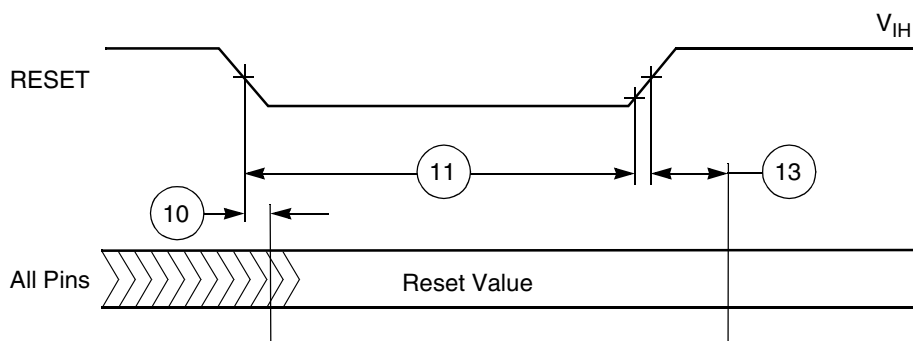 V_IH
RESET
11
13
10
All Pins
Reset Value